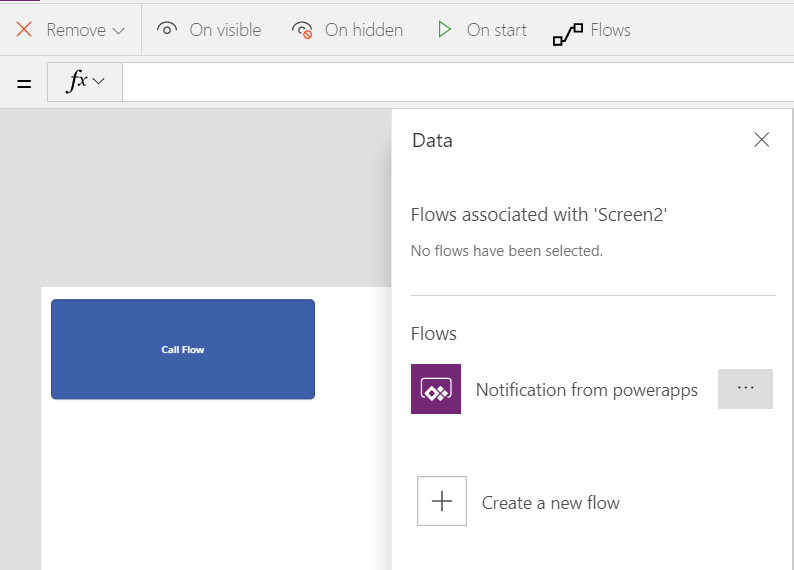 Remove On visible On hidden On start Flows
= fx
Data
Flows associated with 'Screen2'
No flows have been selected.
Call Flow
Flows
Notification from powerapps ...
Create a new flow